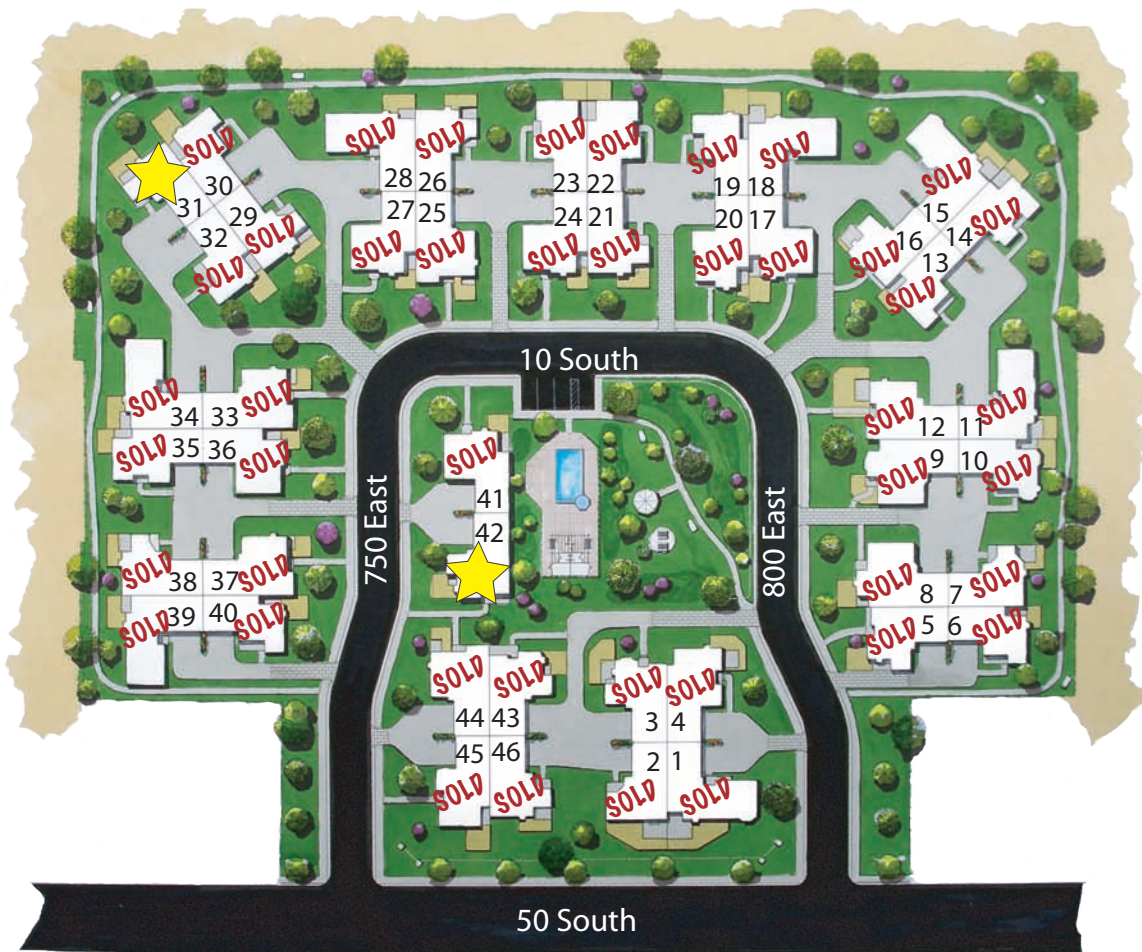 SOLD
30
31
29
32
SOLD
SOLD
SOLD
SOLD
28
26
27
25
SOLD
SOLD
SOLD
SOLD
23
22
24
21
SOLD
SOLD
SOLD
SOLD
19
18
20
17
SOLD
SOLD
SOLD
15
SOLD
16
14
13
SOLD
SOLD
10 South
SOLD
SOLD
34
33
35
36
SOLD
SOLD
SOLD
41
42
SOLD
SOLD
12
11
9
10
SOLD
SOLD
750 East
800 East
SOLD
SOLD
38
37
39
40
SOLD
SOLD
SOLD
SOLD
8
7
5
6
SOLD
SOLD
SOLD
SOLD
44
43
45
46
SOLD
SOLD
SOLD
SOLD
3
4
2
1
SOLD
SOLD
50 South